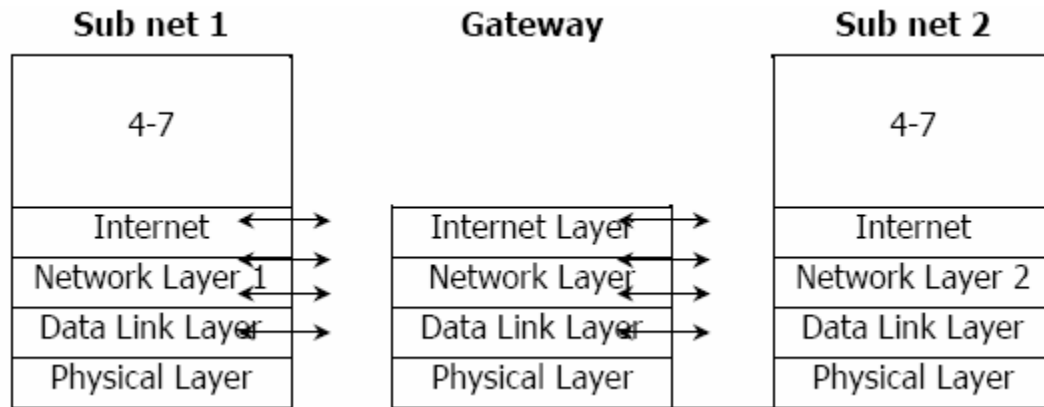 Sub net 1
Gateway
Sub net 2
4-7
4-7
Internet
Internet Layer
Internet
Network Layer 1
Network Layer
Network Layer 2
Data Link Layer
Data Link Layer
Data Link Layer
Physical Layer
Physical Layer
Physical Layer